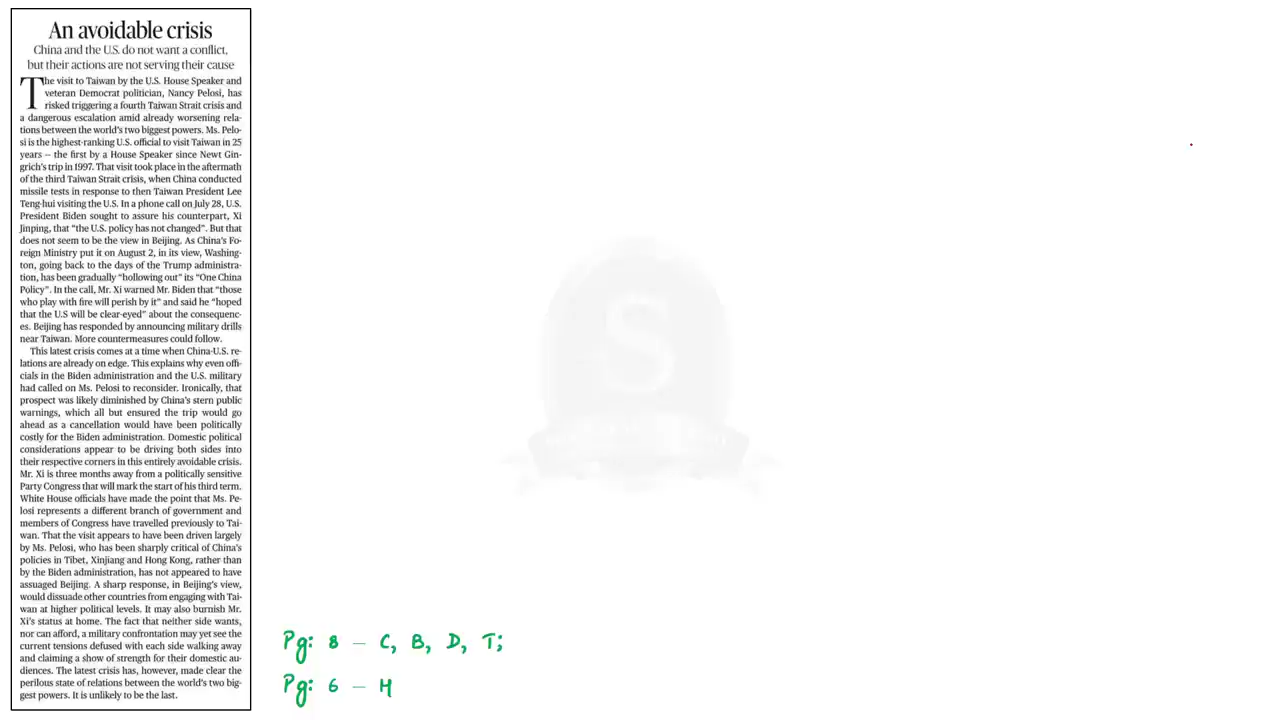 An avoidable crisis
China and the U.S. do not want a conflict,
but their actions are not serving their cause
The visit to Taiwan by the U.S. House Speaker and
veteran Democrat politician, Nancy Pelosi, has
risked triggering a fourth Taiwan Strait crisis and
a dangerous escalation amid already worsening rela-
tions between the world's two biggest powers. Ms. Pelo-
si is the highest-ranking U.S. official to visit Taiwan in 25
years – the first by a House Speaker since Newt Gin-
grich's trip in 1997. That visit took place in the aftermath
of the third Taiwan Strait crisis, when China conducted
missile tests in response to then Taiwan President Lee
Teng-hui visiting the U.S. In a phone call on July 28, U.S.
President Biden sought to assure his counterpart, Xi
Jinping, that “the U.S. policy has not changed”. But that
does not seem to be the view in Beijing. As China's Fo-
reign Ministry put it on August 2, in its view, Washing-
ton, going back to the days of the Trump administra-
tion, has been gradually “hollowing out” its “One China
Policy”. In the call, Mr. Xi warned Mr. Biden that “those
who play with fire will perish by it” and said he “hoped
that the U.S will be clear-eyed” about the consequenc-
es. Beijing has responded by announcing military drills
near Taiwan. More countermeasures could follow.
This latest crisis comes at a time when China-U.S. re-
lations are already on edge. This explains why even offi-
cials in the Biden administration and the U.S. military
had called on Ms. Pelosi to reconsider. Ironically, that
prospect was likely diminished by China's stern public
warnings, which all but ensured the trip would go
ahead as a cancellation would have been politically
costly for the Biden administration. Domestic political
considerations appear to be driving both sides into
their respective corners in this entirely avoidable crisis.
Mr. Xi is three months away from a politically sensitive
Party Congress that will mark the start of his third term.
White House officials have made the point that Ms. Pe-
losi represents a different branch of government and
members of Congress have travelled previously to Tai-
wan. That the visit appears to have been driven largely
by Ms. Pelosi, who has been sharply critical of China's
policies in Tibet, Xinjiang and Hong Kong, rather than
by the Biden administration, has not appeared to have
assuaged Beijing. A sharp response, in Beijing's view,
would dissuade other countries from engaging with Tai-
wan at higher political levels. It may also burnish Mr.
Xi's status at home. The fact that neither side wants,
nor can afford, a military confrontation may yet see the
current tensions defused with each side walking away
and claiming a show of strength for their domestic au-
diences. The latest crisis has, however, made clear the
perilous state of relations between the world's two big-
gest powers. It is unlikely to be the last.
Pg: 8 – C, B, D, T;
Pg: 6 – H
S